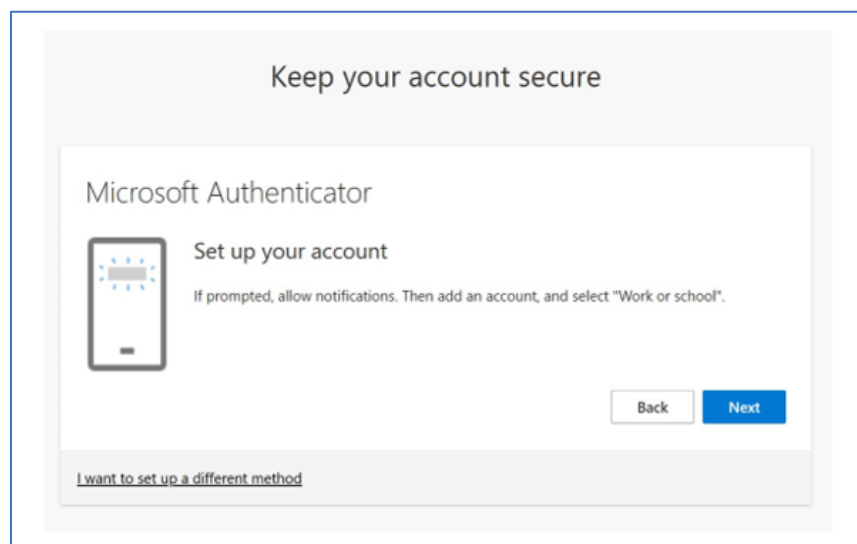 Keep your account secure
Microsoft Authenticator
Set up your account
If prompted, allow notifications. Then add an account, and select "Work or school".
Back
Next
I want to set up a different method